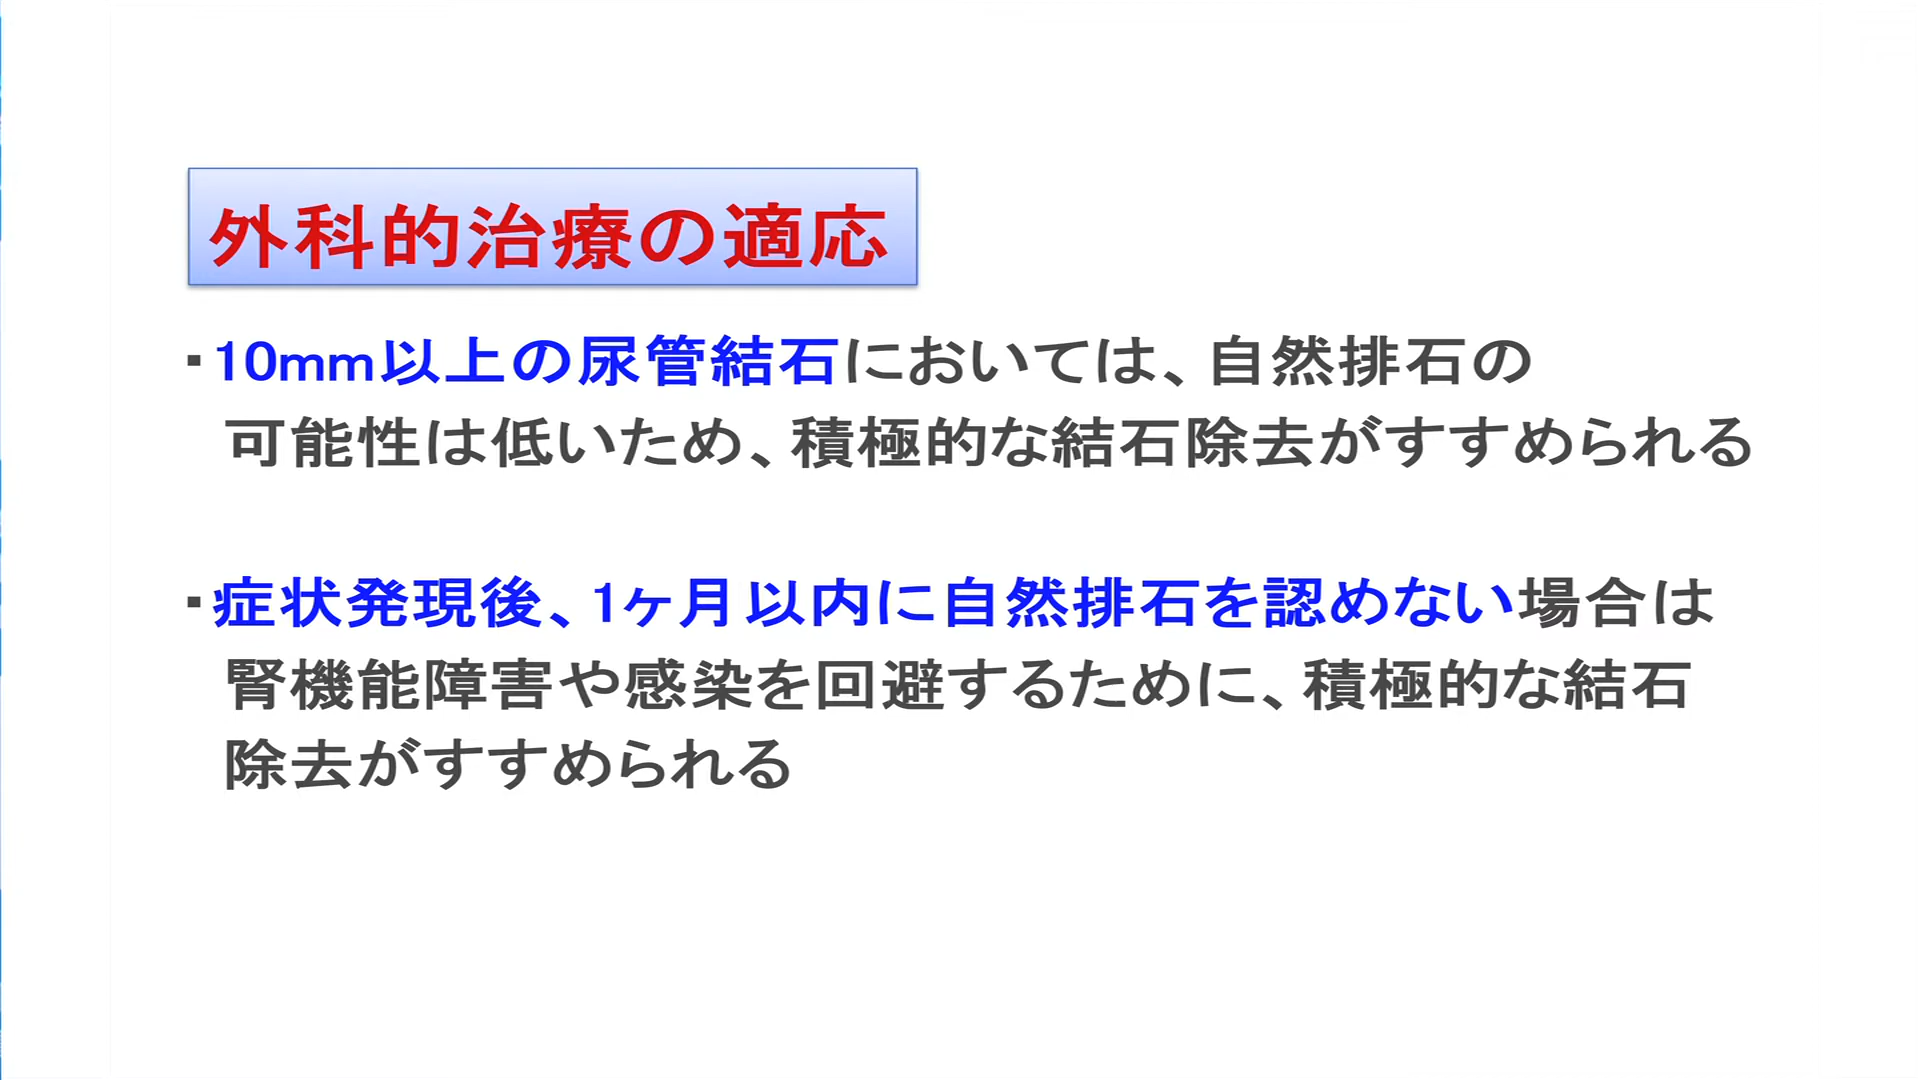 外科的治療の適応
・10mm以上の尿管結石においては、自然排石の
可能性は低いため、積極的な結石除去がすすめられる
・症状発現後、1ヶ月以内に自然排石を認めない場合は
腎機能障害や感染を回避するために、積極的な結石
除去がすすめられる